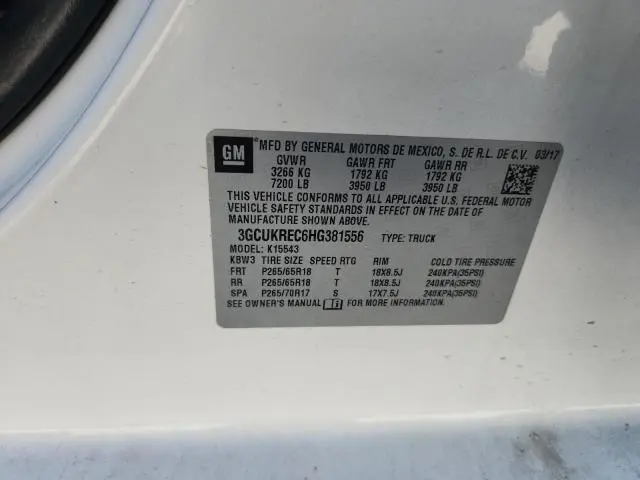 GM ® MFD BY GENERAL MOTORS DE MEXICO, S. DE R.L. DE C.V. 03/17
GVWR GAWR FRT GAWR RR
3266 KG 1792 KG 1792 KG
7200 LB 3950 LB 3950 LB
THIS VEHICLE CONFORMS TO ALL APPLICABLE U.S. FEDERAL MOTOR
VEHICLE SAFETY STANDARDS IN EFFECT ON THE DATE OF
MANUFACTURE SHOWN ABOVE.
3GCUKREC6HG381556 TYPE: TRUCK
MODEL: K15543
KBW3 TIRE SIZE SPEED RTG RIM COLD TIRE PRESSURE
FRT P265/65R18 T 18X8.5J 240KPA(35PSI)
RR P265/65R18 T 18X8.5J 240KPA(35PSI)
SPA P265/70R17 S 17X7.5J 240KPA(35PSI)
SEE OWNER'S MANUAL FOR MORE INFORMATION.